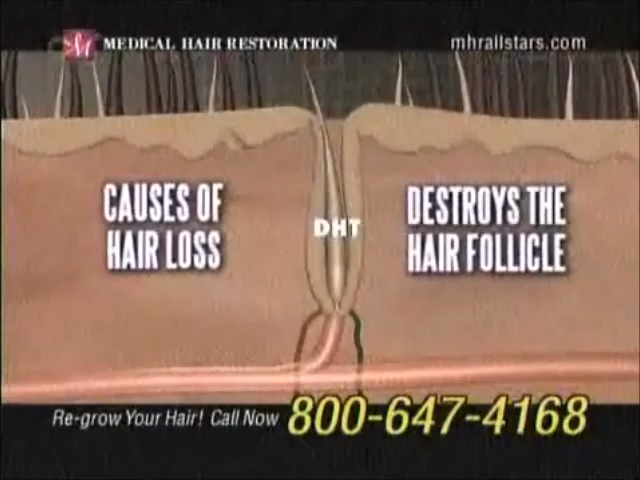 M MEDICAL HAIR RESTORATION
mhrallstars.com
CAUSES OF
HAIR LOSS
DHT
DESTROYS THE
HAIR FOLLICLE
Re-grow Your Hair! Call Now 800-647-4168